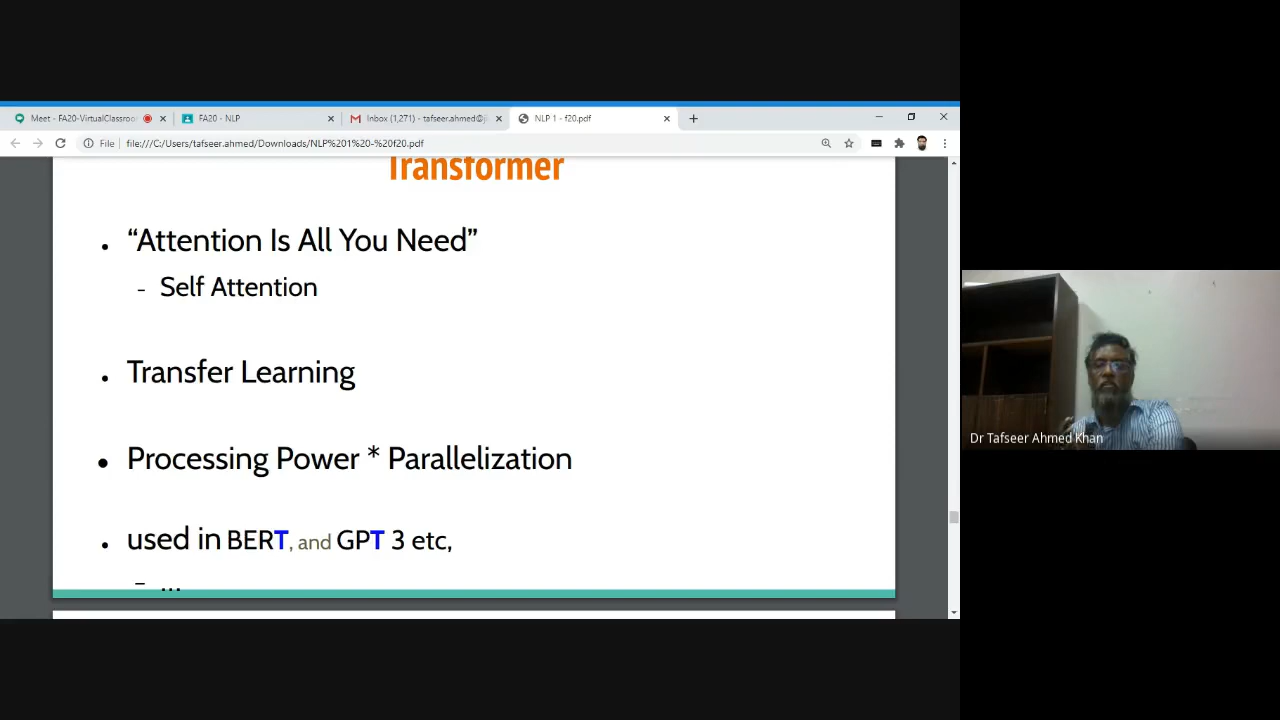 Meet - FA20-VirtualClassroo
FA20 - NLP
Inbox (1,271) - tafseer.ahmed@ji
NLP 1 - f20.pdf
File
file:///C:/Users/tafseer.ahmed/Downloads/NLP%201%20-%20f20.pdf
Transformer
• “Attention Is All You Need”
- Self Attention
• Transfer Learning
• Processing Power * Parallelization
• used in BERT, and GPT 3 etc,
- ...
Dr Tafseer Ahmed Khan